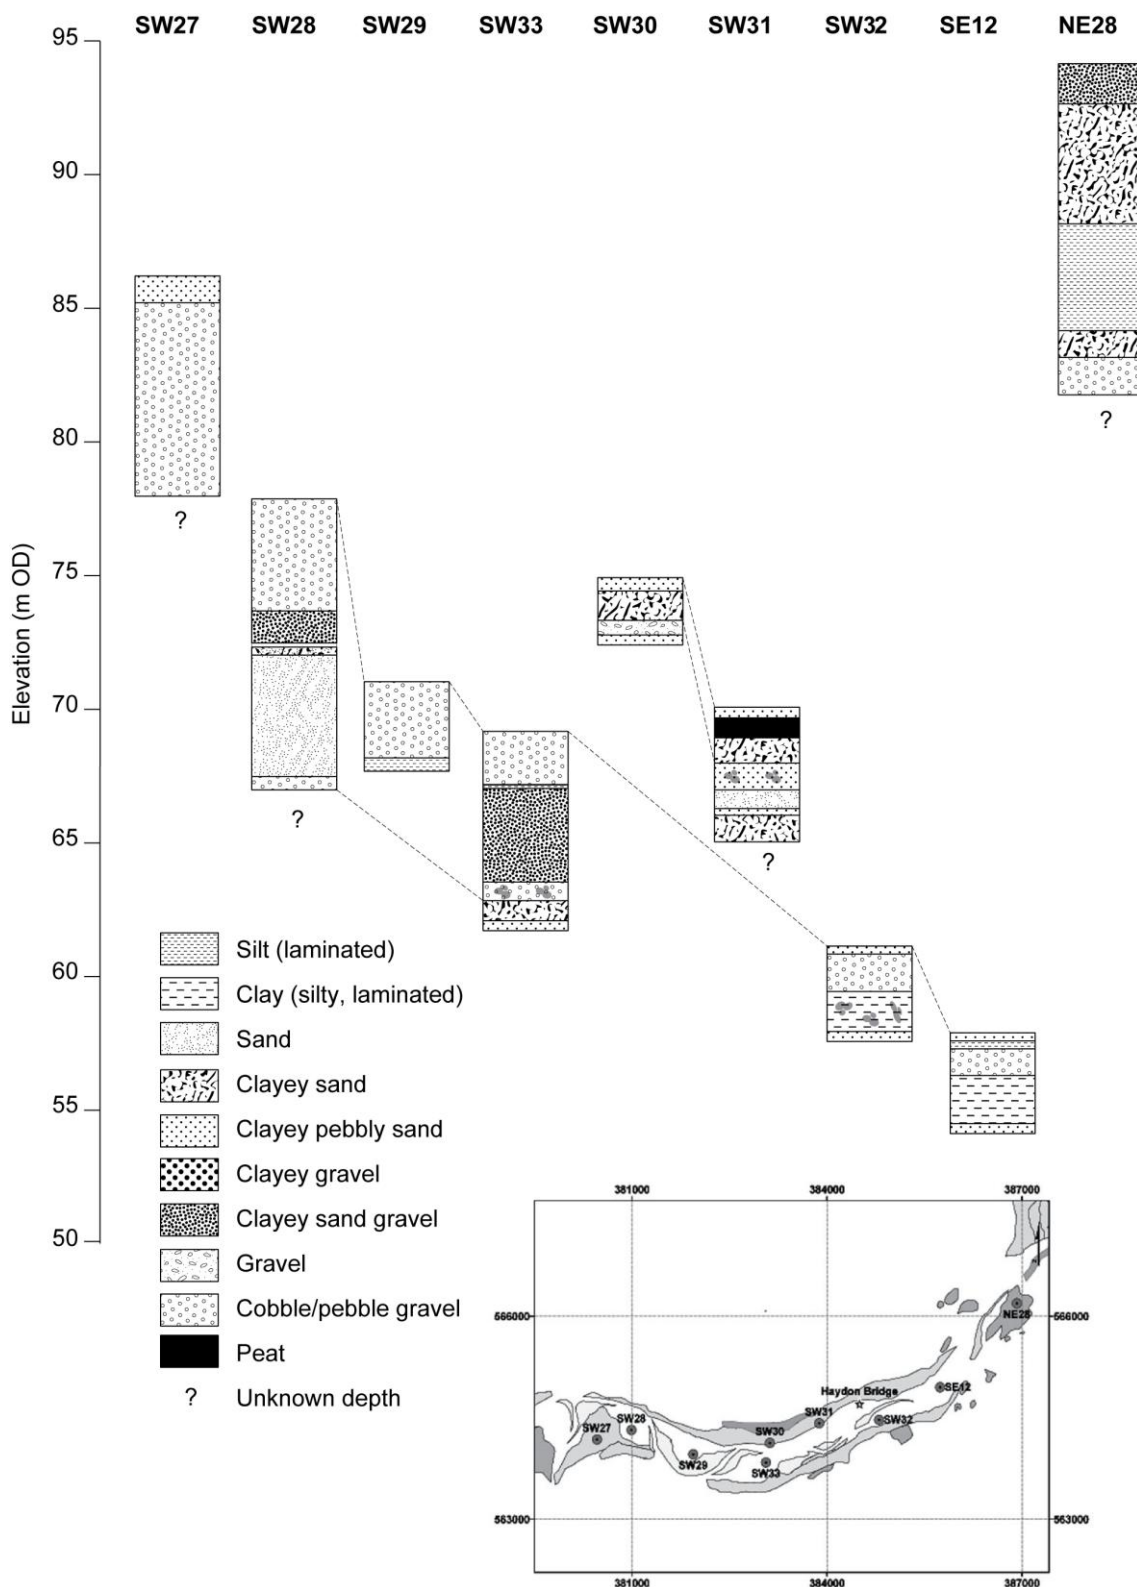 SW27 SW28 SW29 SW33 SW30 SW31 SW32 SE12 NE28
95
90
85
80
75
70
65
60
55
50
Elevation (m OD)
?
?
?
?
Silt (laminated)
Clay (silty, laminated)
Sand
Clayey sand
Clayey pebbly sand
Clayey gravel
Clayey sand gravel
Gravel
Cobble/pebble gravel
Peat
? Unknown depth
381000 384000 387000
566000 566000
NE28
Haydon Bridge
SE12
SW31
SW32
SW28
SW27
SW30
SW29
SW33
563000 563000
381000 384000 387000